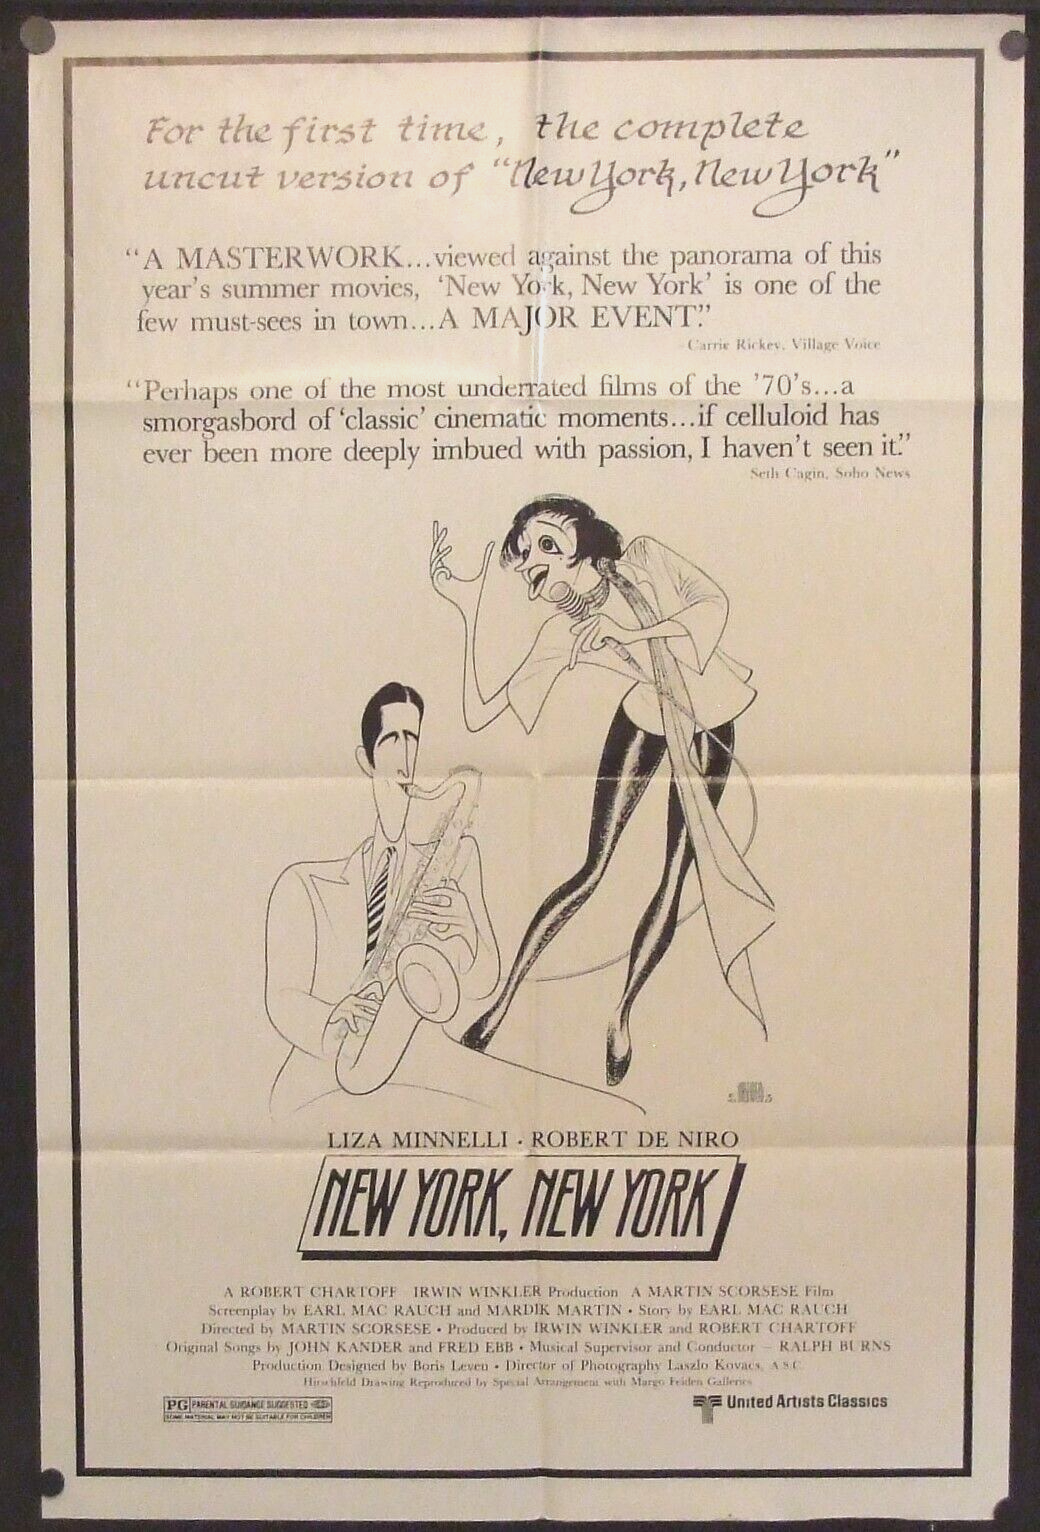 For the first time, the complete
uncut version of "New York, New York"
"A MASTERWORK...viewed against the panorama of this
year's summer movies, 'New York, New York' is one of the
few must-sees in town...A MAJOR EVENT."
Carrie Rickey, Village Voice
"Perhaps one of the most underrated films of the '70's...a
smorgasbord of 'classic' cinematic moments...if celluloid has
ever been more deeply imbued with passion, I haven't seen it."
Seth Cagin, Soho News
LIZA MINNELLI · ROBERT DE NIRO
NEW YORK, NEW YORK
A ROBERT CHARTOFF IRWIN WINKLER Production A MARTIN SCORSESE Film
Screenplay by EARL MAC RAUCH and MARDIK MARTIN • Story by EARL MAC RAUCH
Directed by MARTIN SCORSESE • Produced by IRWIN WINKLER and ROBERT CHARTOFF
Original Songs by JOHN KANDER and FRED EBB • Musical Supervisor and Conductor – RALPH BURNS
Production Designed by Boris Leven • Director of Photography Laszlo Kovacs, A.S.C.
Hirschfeld Drawing Reproduced by Special Arrangement with Margo Feiden Galleries
PG PARENTAL GUIDANCE SUGGESTED
SOME MATERIAL MAY NOT BE SUITABLE FOR CHILDREN
United Artists Classics